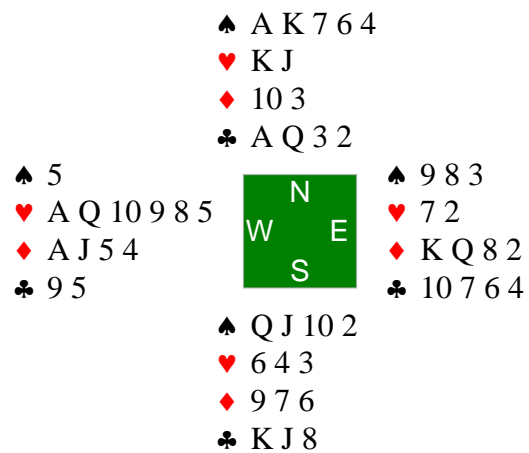 ♠ A K 7 6 4
♥ K J
♦ 10 3
♣ A Q 3 2
♠ 5
♥ A Q 10 9 8 5
♦ A J 5 4
♣ 9 5
N
W E
S
♠ 9 8 3
♥ 7 2
♦ K Q 8 2
♣ 10 7 6 4
♠ Q J 10 2
♥ 6 4 3
♦ 9 7 6
♣ K J 8